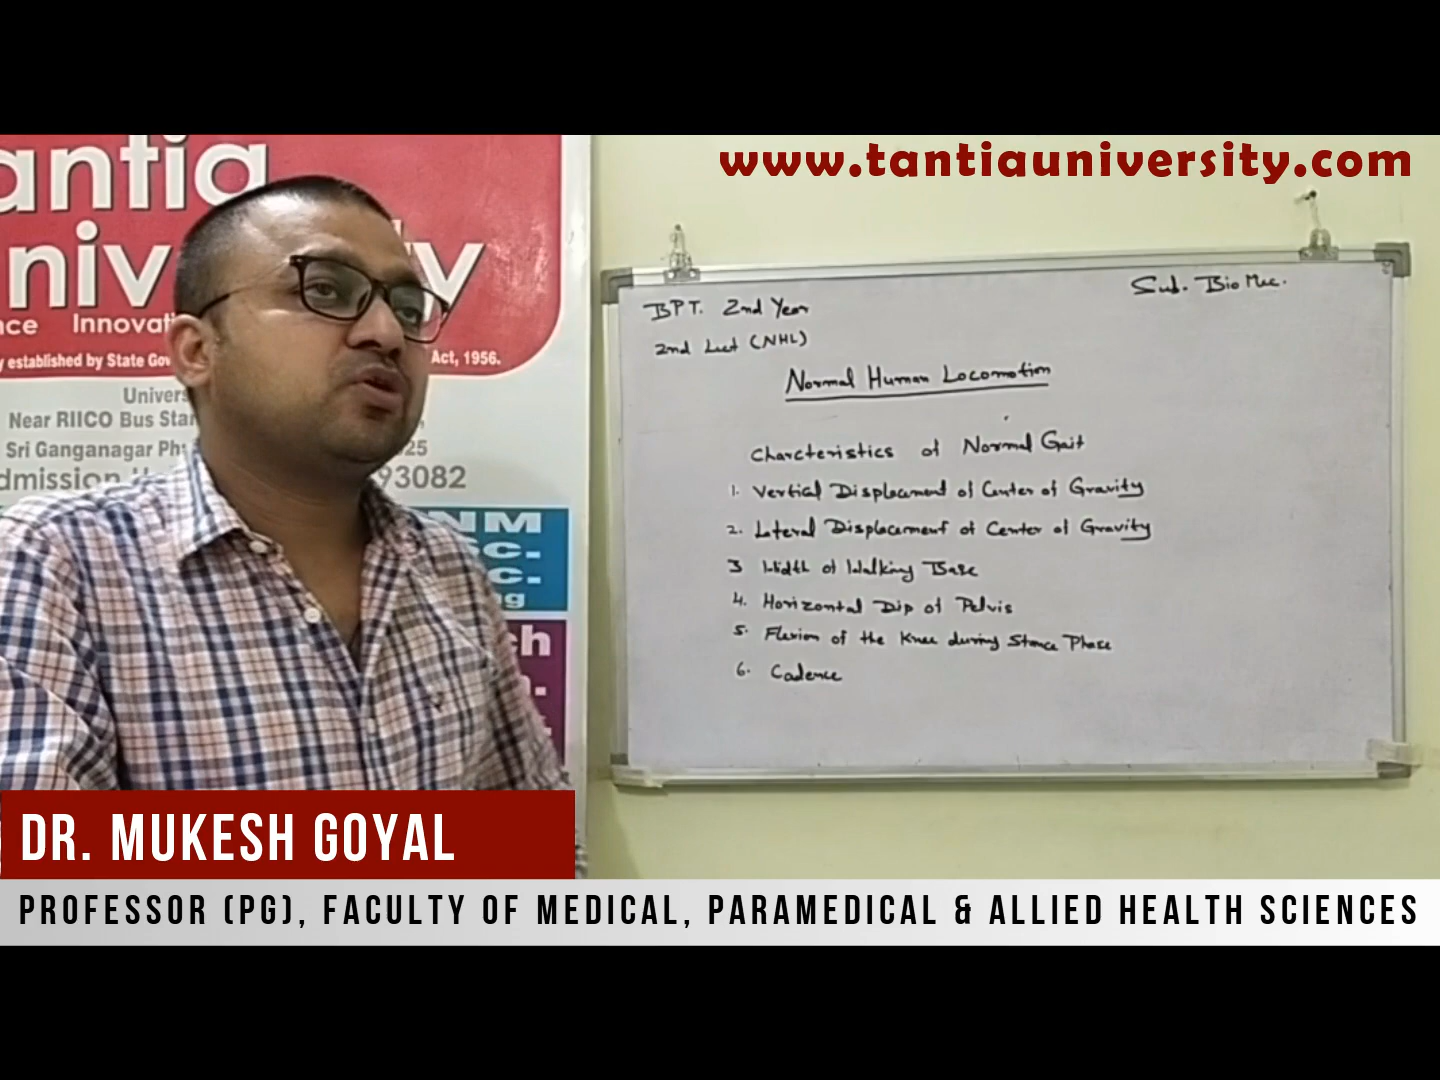 www.tantiauniversity.com
antia
niv
y
nce Innovati
y established by State Gov Act, 1956.
Univers
Near RIICO Bus Stan
Sri Ganganagar Ph 25
dmission H 93082
NM
sc.
c.
g
ch
n.
Sub. BioMec.
BPT. 2nd Year
2nd Lect (NHL)
Normal Human Locomotion
Charcteristics of Normal Gait
1. Vertical Displacement of Center of Gravity
2. Lateral Displacement of Center of Gravity
3 Width of Walking Base
4. Horizontal Dip of Pelvis
5. Flexion of the Knee during Stance Phase
6. Cadence
DR. MUKESH GOYAL
PROFESSOR (PG), FACULTY OF MEDICAL, PARAMEDICAL & ALLIED HEALTH SCIENCES